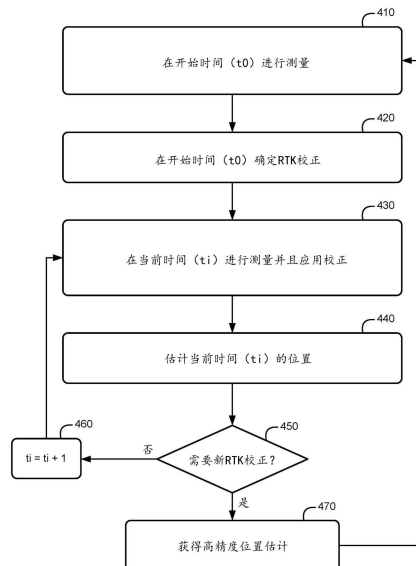 410
在开始时间（t0）进行测量
420
在开始时间（t0）确定RTK校正
430
在当前时间（ti）进行测量并且应用校正
440
估计当前时间（ti）的位置
450
460
需要新RTK校正?
否
ti = ti + 1
是
470
获得高精度位置估计